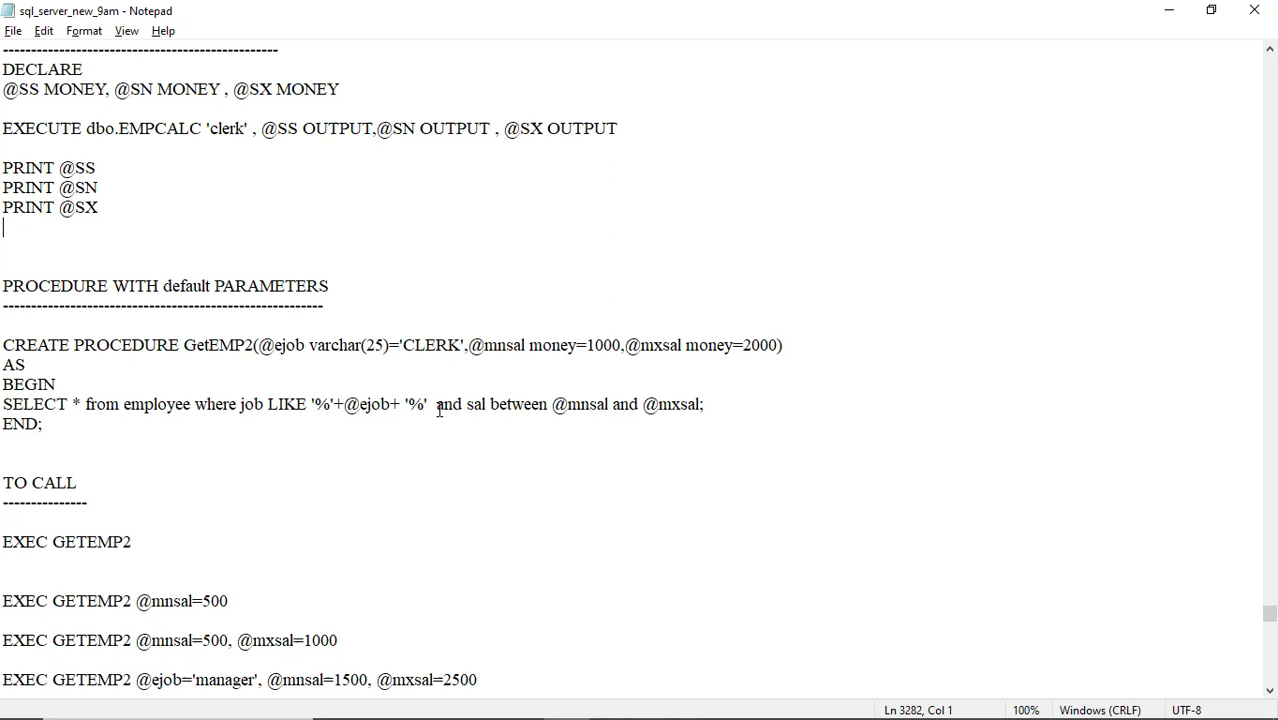 sql_server_new_9am - Notepad
File Edit Format View Help
--------------------------------------------------
DECLARE
@SS MONEY, @SN MONEY , @SX MONEY
EXECUTE dbo.EMPCALC 'clerk' , @SS OUTPUT,@SN OUTPUT , @SX OUTPUT
PRINT @SS
PRINT @SN
PRINT @SX
PROCEDURE WITH default PARAMETERS
----------------------------------------------------------
CREATE PROCEDURE GetEMP2(@ejob varchar(25)='CLERK',@mnsal money=1000,@mxsal money=2000)
AS
BEGIN
SELECT * from employee where job LIKE '%'+@ejob+ '%'  and sal between @mnsal and @mxsal;
END;
TO CALL
---------------
EXEC GETEMP2
EXEC GETEMP2 @mnsal=500
EXEC GETEMP2 @mnsal=500, @mxsal=1000
EXEC GETEMP2 @ejob='manager', @mnsal=1500, @mxsal=2500
Ln 3282, Col 1 100% Windows (CRLF) UTF-8